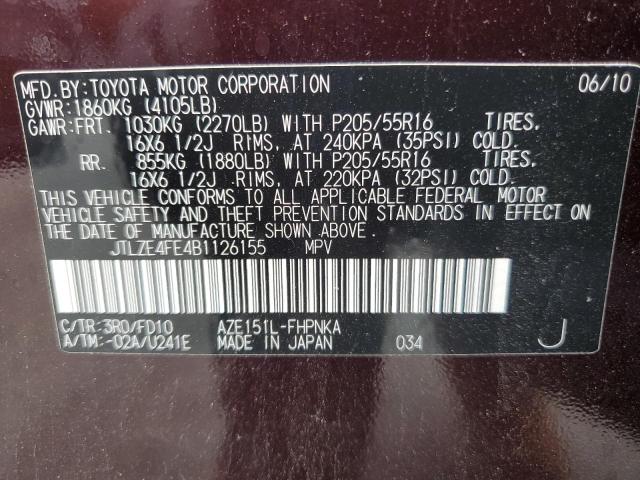 MFD.BY:TOYOTA MOTOR CORPORATION 06/10
GVWR:1860KG (4105LB)
GAWR:FRT. 1030KG (2270LB) WITH P205/55R16 TIRES.
16X6 1/2J RIMS, AT 240KPA (35PSI) COLD.
RR. 855KG (1880LB) WITH P205/55R16 TIRES.
16X6 1/2J RIMS, AT 220KPA (32PSI) COLD.
THIS VEHICLE CONFORMS TO ALL APPLICABLE FEDERAL MOTOR
VEHICLE SAFETY AND THEFT PREVENTION STANDARDS IN EFFECT ON
THE DATE OF MANUFACTURE SHOWN ABOVE.
JTLZE4FE4B1126155 MPV
C/TR:3R0/FD10 AZE151L-FHPNKA
A/TM:-02A/U241E MADE IN JAPAN 034 J